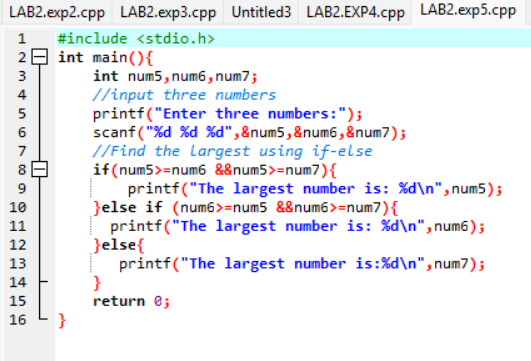 LAB2.exp2.cpp LAB2.exp3.cpp Untitled3 LAB2.EXP4.cpp LAB2.exp5.cpp
1 #include <stdio.h>
2 int main(){
3 int num5,num6,num7;
4 //input three numbers
5 printf("Enter three numbers:");
6 scanf("%d %d %d",&num5,&num6,&num7);
7 //Find the largest using if-else
8 if(num5>=num6 &&num5>=num7){
9 printf("The largest number is: %d\n",num5);
10 }else if (num6>=num5 &&num6>=num7){
11 printf("The largest number is: %d\n",num6);
12 }else{
13 printf("The largest number is:%d\n",num7);
14 }
15 return 0;
16 }